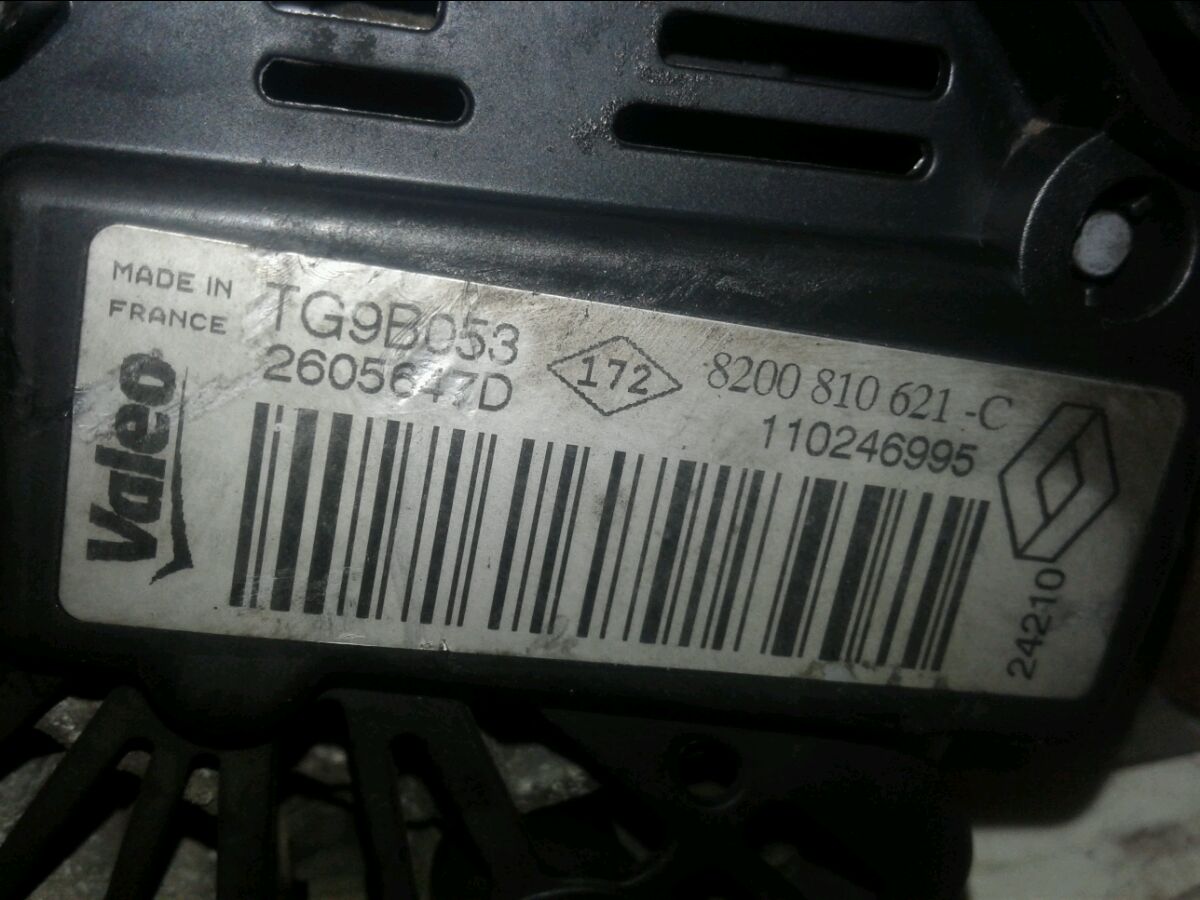 MADE IN
FRANCE
Valeo
TG9B053
2605647D
172
8200 810 621 -C
110246995
24210